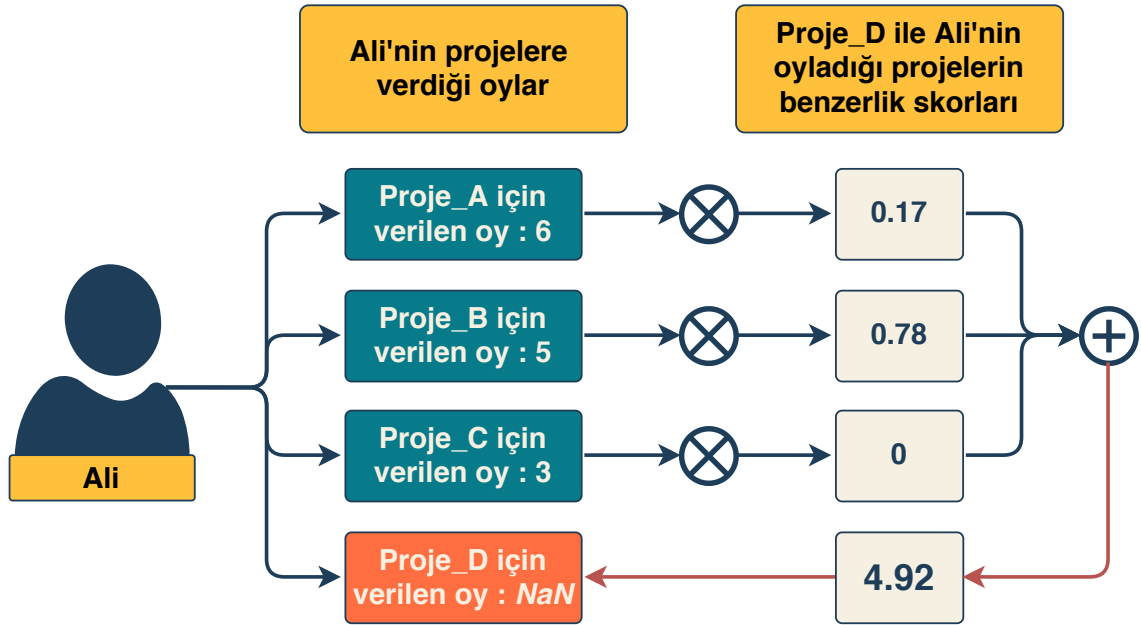 Ali'nin projelere
verdiği oylar
Proje_D ile Ali'nin
oyladığı projelerin
benzerlik skorları
Proje_A için
verilen oy : 6
0.17
Proje_B için
verilen oy : 5
0.78
Proje_C için
verilen oy : 3
0
Ali
Proje_D için
verilen oy : NaN
4.92